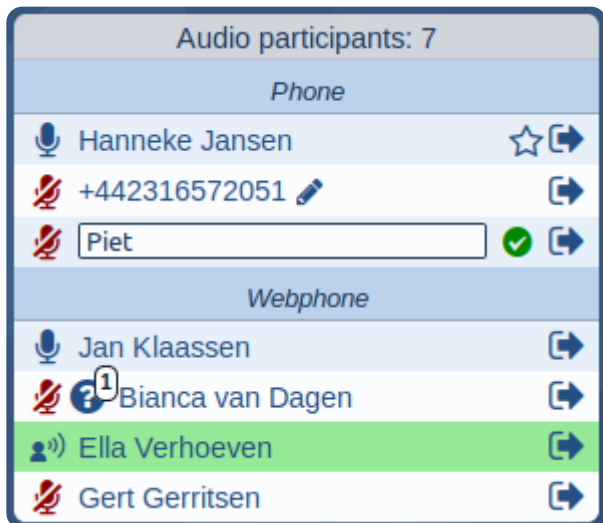 Audio participants: 7
Phone
Hanneke Jansen
+442316572051
Piet
Webphone
Jan Klaassen
? 1 Bianca van Dagen
Ella Verhoeven
Gert Gerritsen